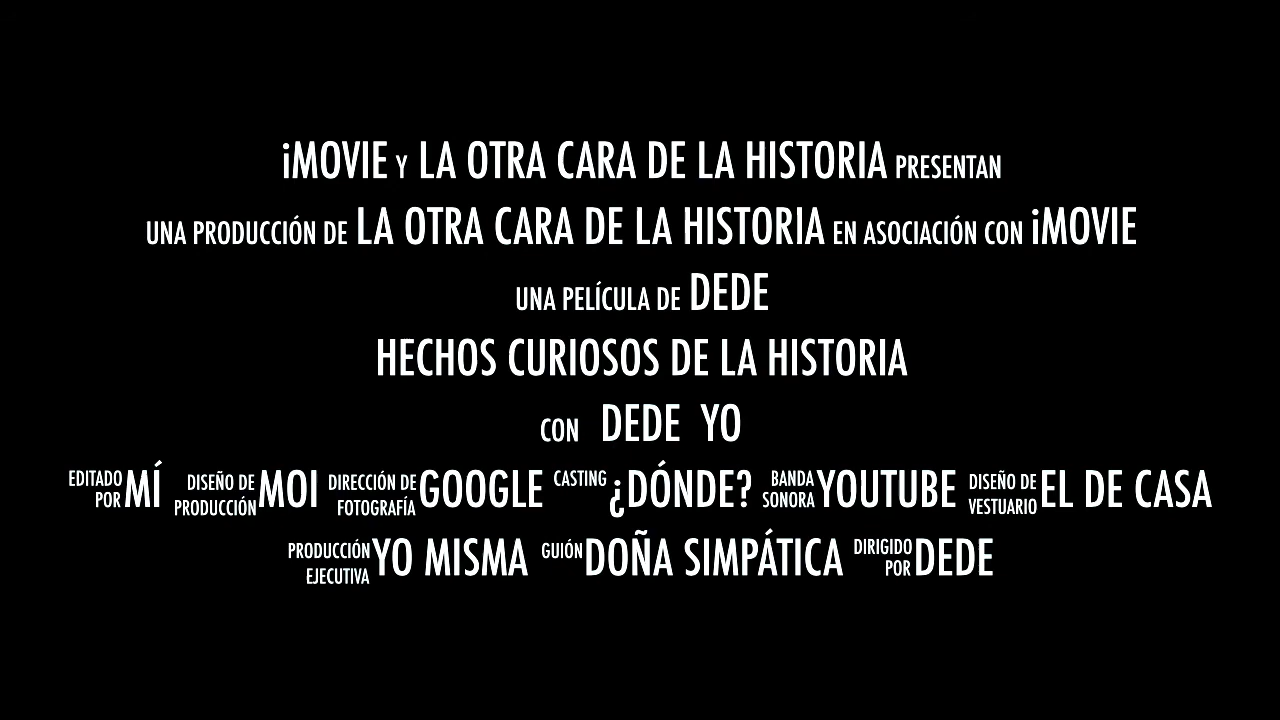 iMOVIE Y LA OTRA CARA DE LA HISTORIA PRESENTAN
UNA PRODUCCIÓN DE LA OTRA CARA DE LA HISTORIA EN ASOCIACIÓN CON iMOVIE
UNA PELÍCULA DE DEDE
HECHOS CURIOSOS DE LA HISTORIA
CON DEDE YO
EDITADO POR MÍ DISEÑO DE PRODUCCIÓN MOI DIRECCIÓN DE FOTOGRAFÍA GOOGLE CASTING ¿DÓNDE? BANDA SONORA YOUTUBE DISEÑO DE VESTUARIO EL DE CASA
PRODUCCIÓN EJECUTIVA YO MISMA GUIÓN DOÑA SIMPÁTICA DIRIGIDO POR DEDE